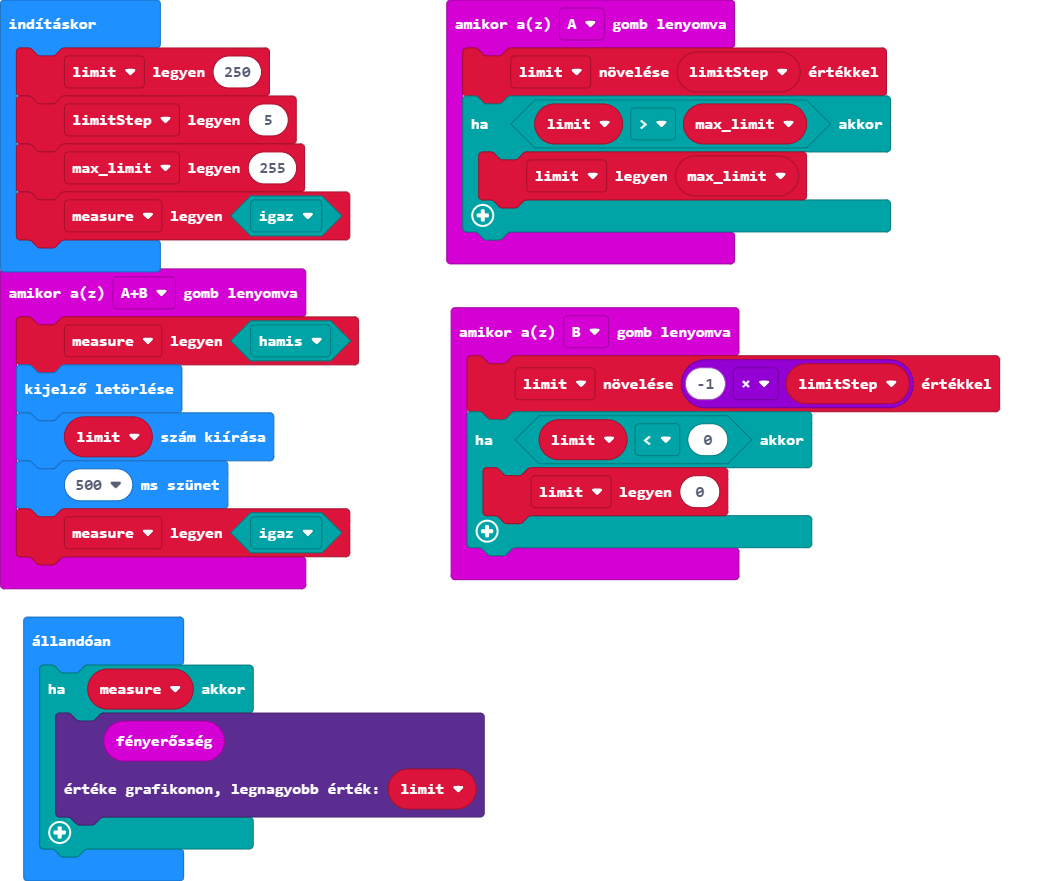 indításkor
limit legyen 250
limitStep legyen 5
max_limit legyen 255
measure legyen igaz
amikor a(z) A+B gomb lenyomva
measure legyen hamis
kijelző letörlése
limit szám kiírása
500 ms szünet
measure legyen igaz
amikor a(z) A gomb lenyomva
limit növelése limitStep értékkel
ha limit > max_limit akkor
limit legyen max_limit
amikor a(z) B gomb lenyomva
limit növelése -1 × limitStep értékkel
ha limit < 0 akkor
limit legyen 0
állandóan
ha measure akkor
fényerősség
értéke grafikonon, legnagyobb érték: limit